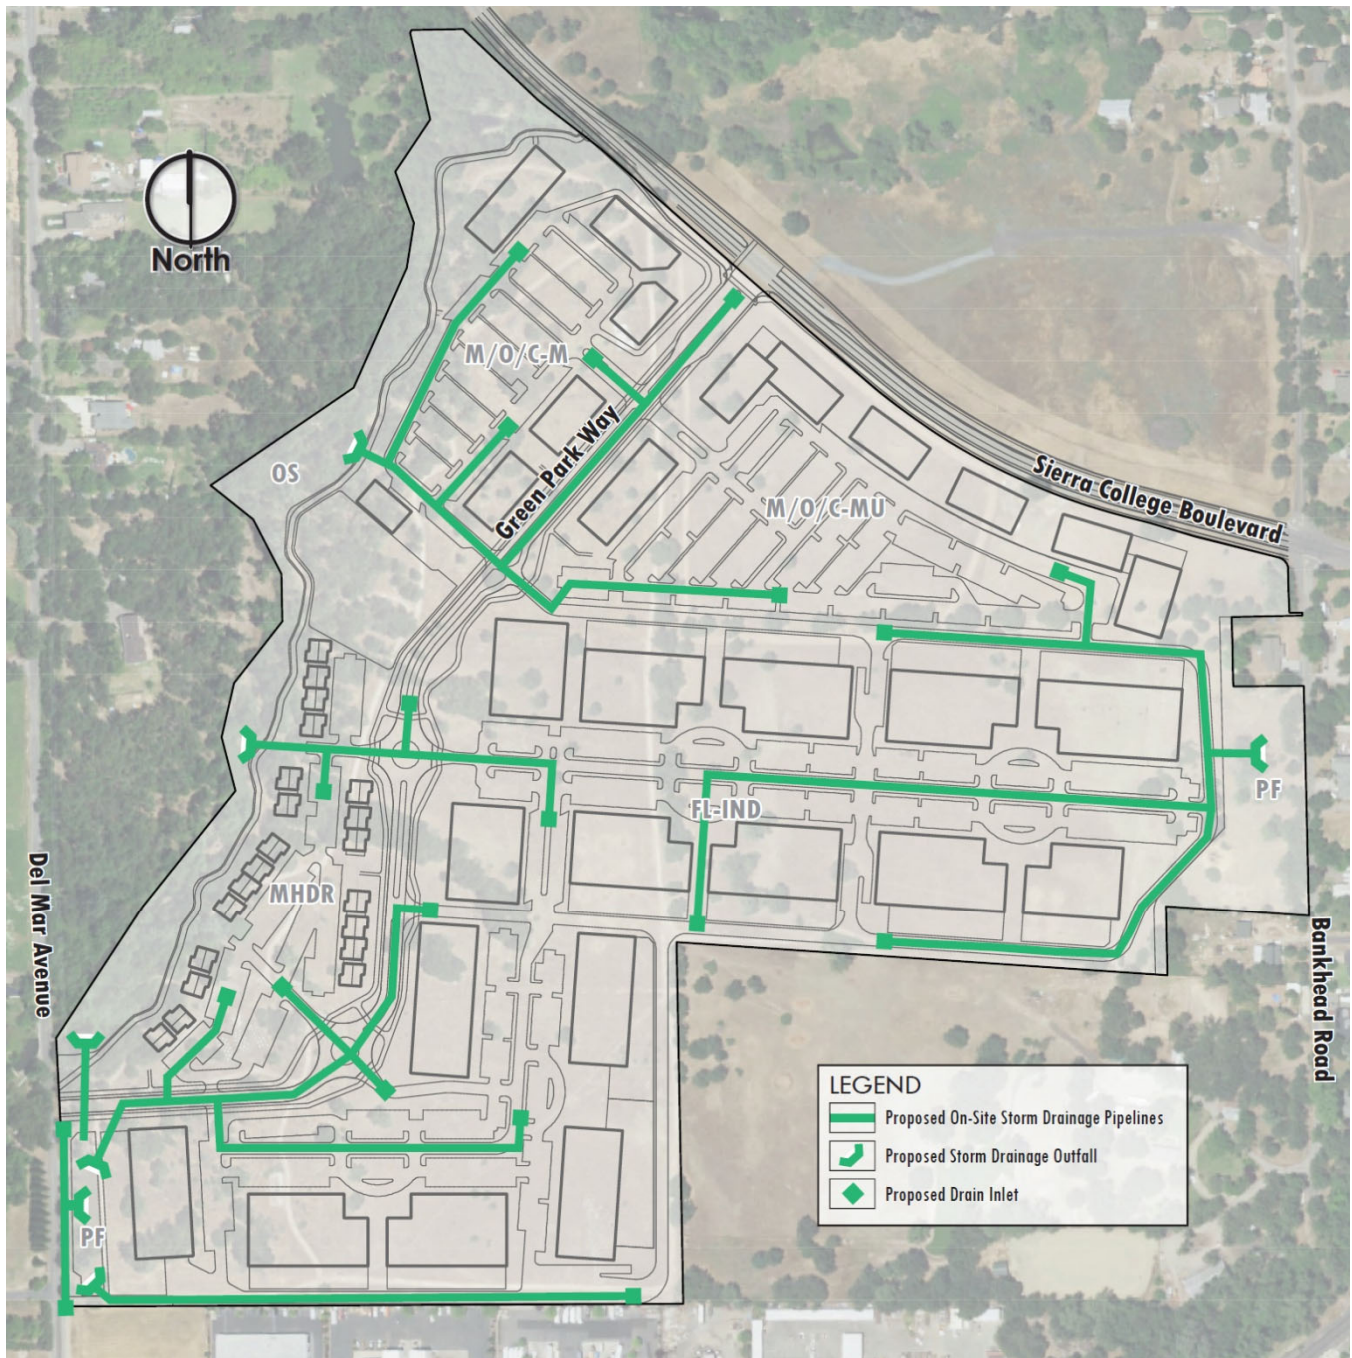 North
M/O/C-M
Green Park Way
OS
Sierra College Boulevard
M/O/C-MU
FL-IND
PF
MHDR
Del Mar Avenue
Bankhead Road
LEGEND
Proposed On-Site Storm Drainage Pipelines
Proposed Storm Drainage Outfall
Proposed Drain Inlet
PF